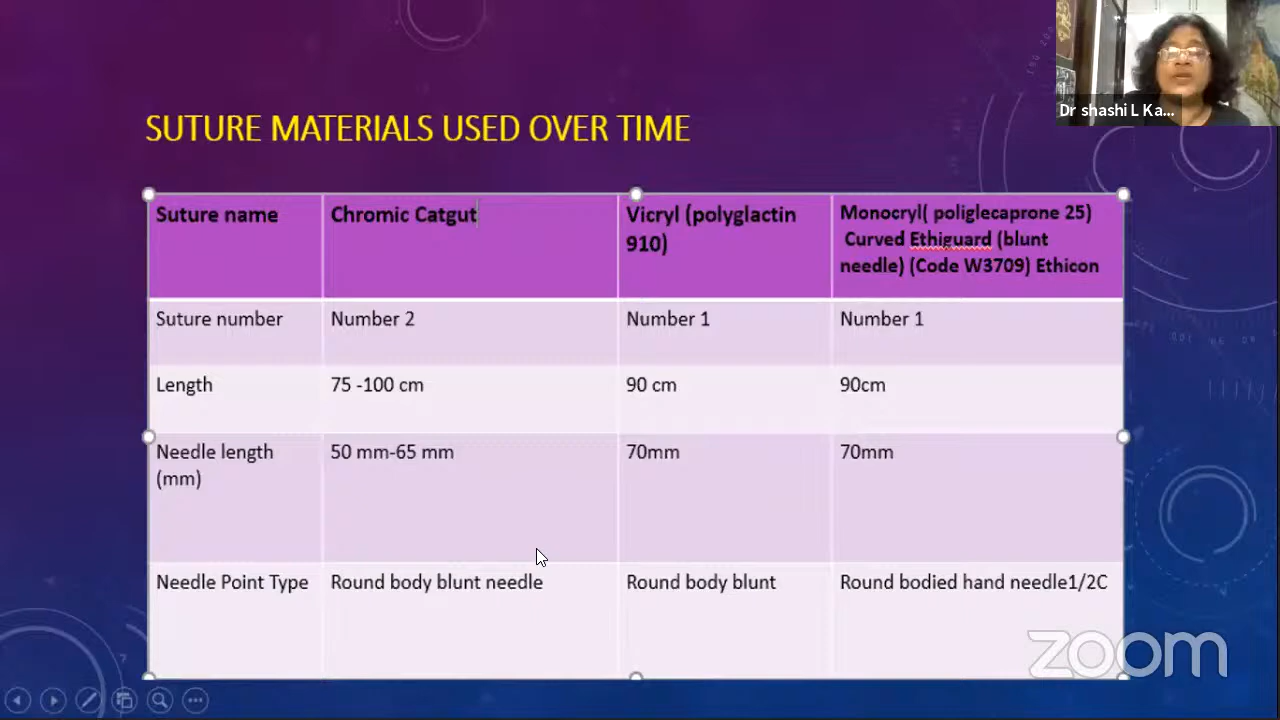 Dr shashi L Ka...
SUTURE MATERIALS USED OVER TIME
Suture name
Chromic Catgut
Vicryl (polyglactin
910)
Monocryl( poliglecaprone 25)
Curved Ethiguard (blunt
needle) (Code W3709) Ethicon
Suture number
Number 2
Number 1
Number 1
Length
75 -100 cm
90 cm
90cm
Needle length
(mm)
50 mm-65 mm
70mm
70mm
Needle Point Type
Round body blunt needle
Round body blunt
Round bodied hand needle1/2C
zoom